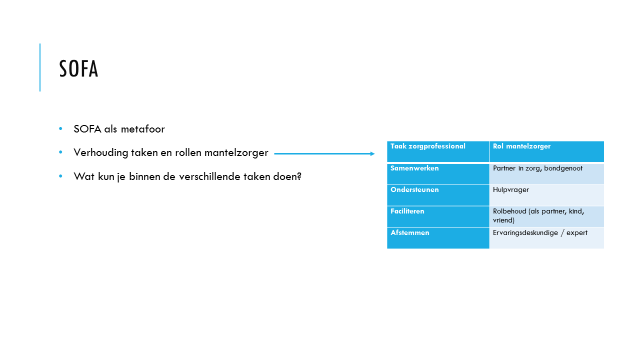 SOFA
• SOFA als metafoor
• Verhouding taken en rollen mantelzorger
• Wat kun je binnen de verschillende taken doen?
Taak zorgprofessional Rol mantelzorger
Samenwerken Partner in zorg, bondgenoot
Ondersteunen Hulpvrager
Faciliteren Rolbehoud (als partner, kind,
vriend)
Afstemmen Ervaringsdeskundige / expert